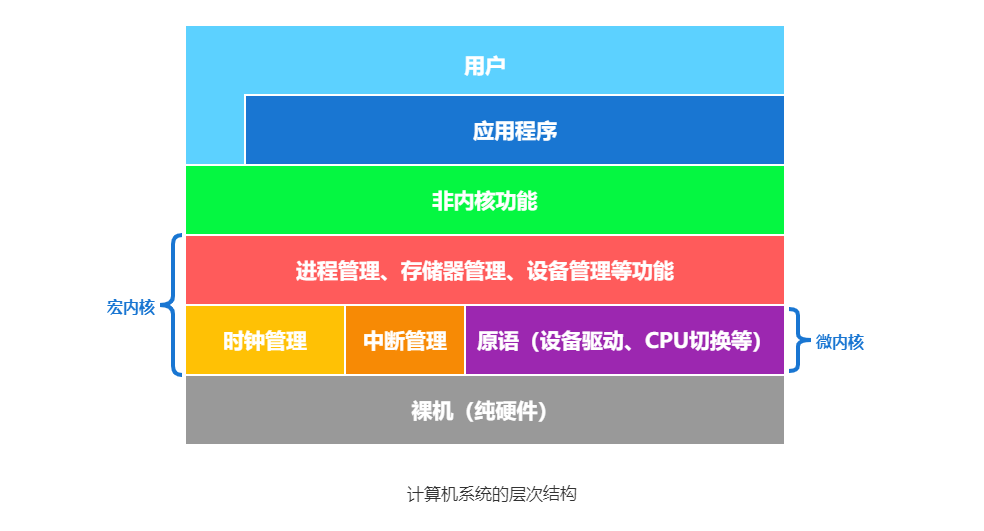 用户
应用程序
非内核功能
进程管理、存储器管理、设备管理等功能
宏内核
时钟管理
中断管理
原语（设备驱动、CPU切换等）
微内核
裸机（纯硬件）
计算机系统的层次结构